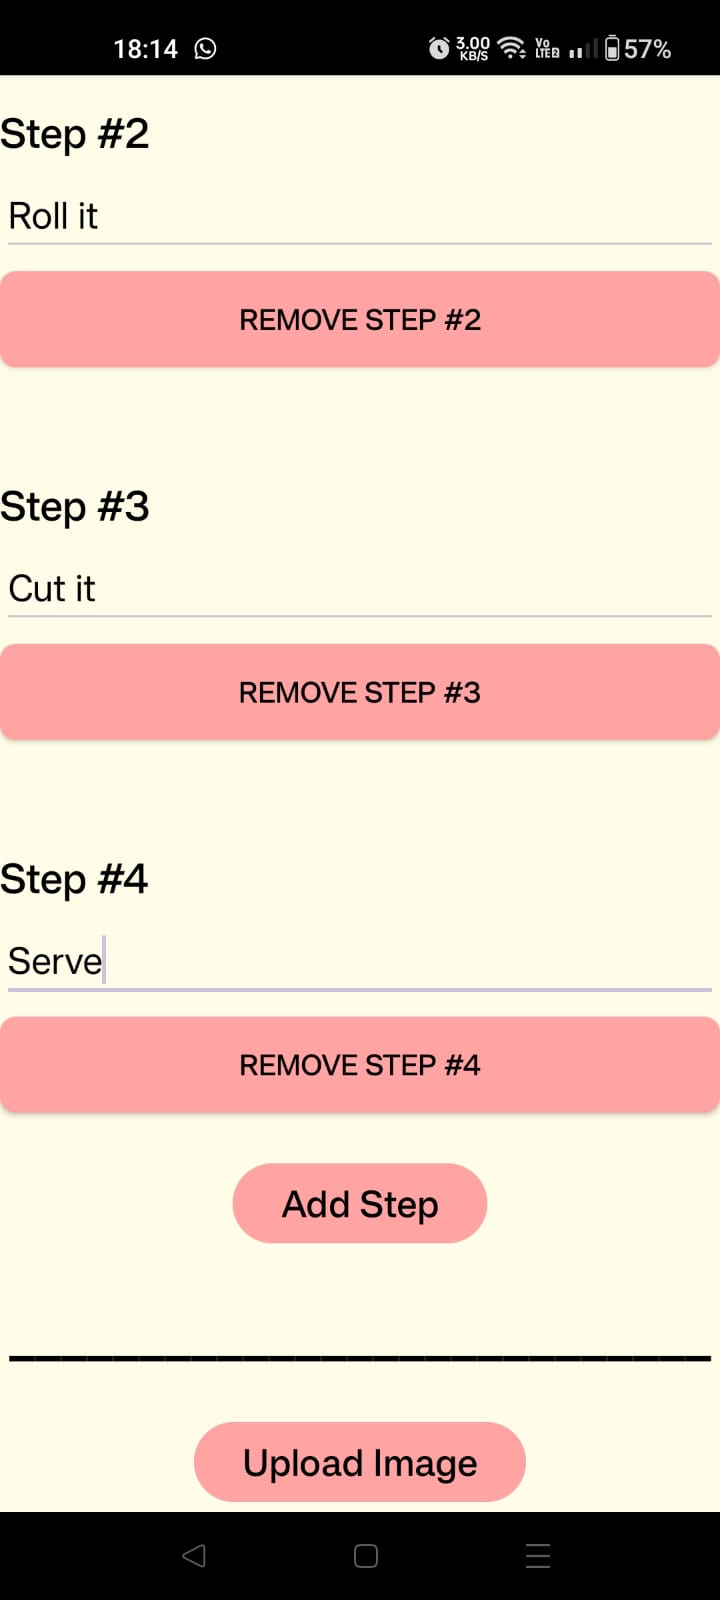 18:14
3.00 KB/S Vo LTE 2 57%
Step #2
Roll it
REMOVE STEP #2
Step #3
Cut it
REMOVE STEP #3
Step #4
Serve
REMOVE STEP #4
Add Step
Upload Image